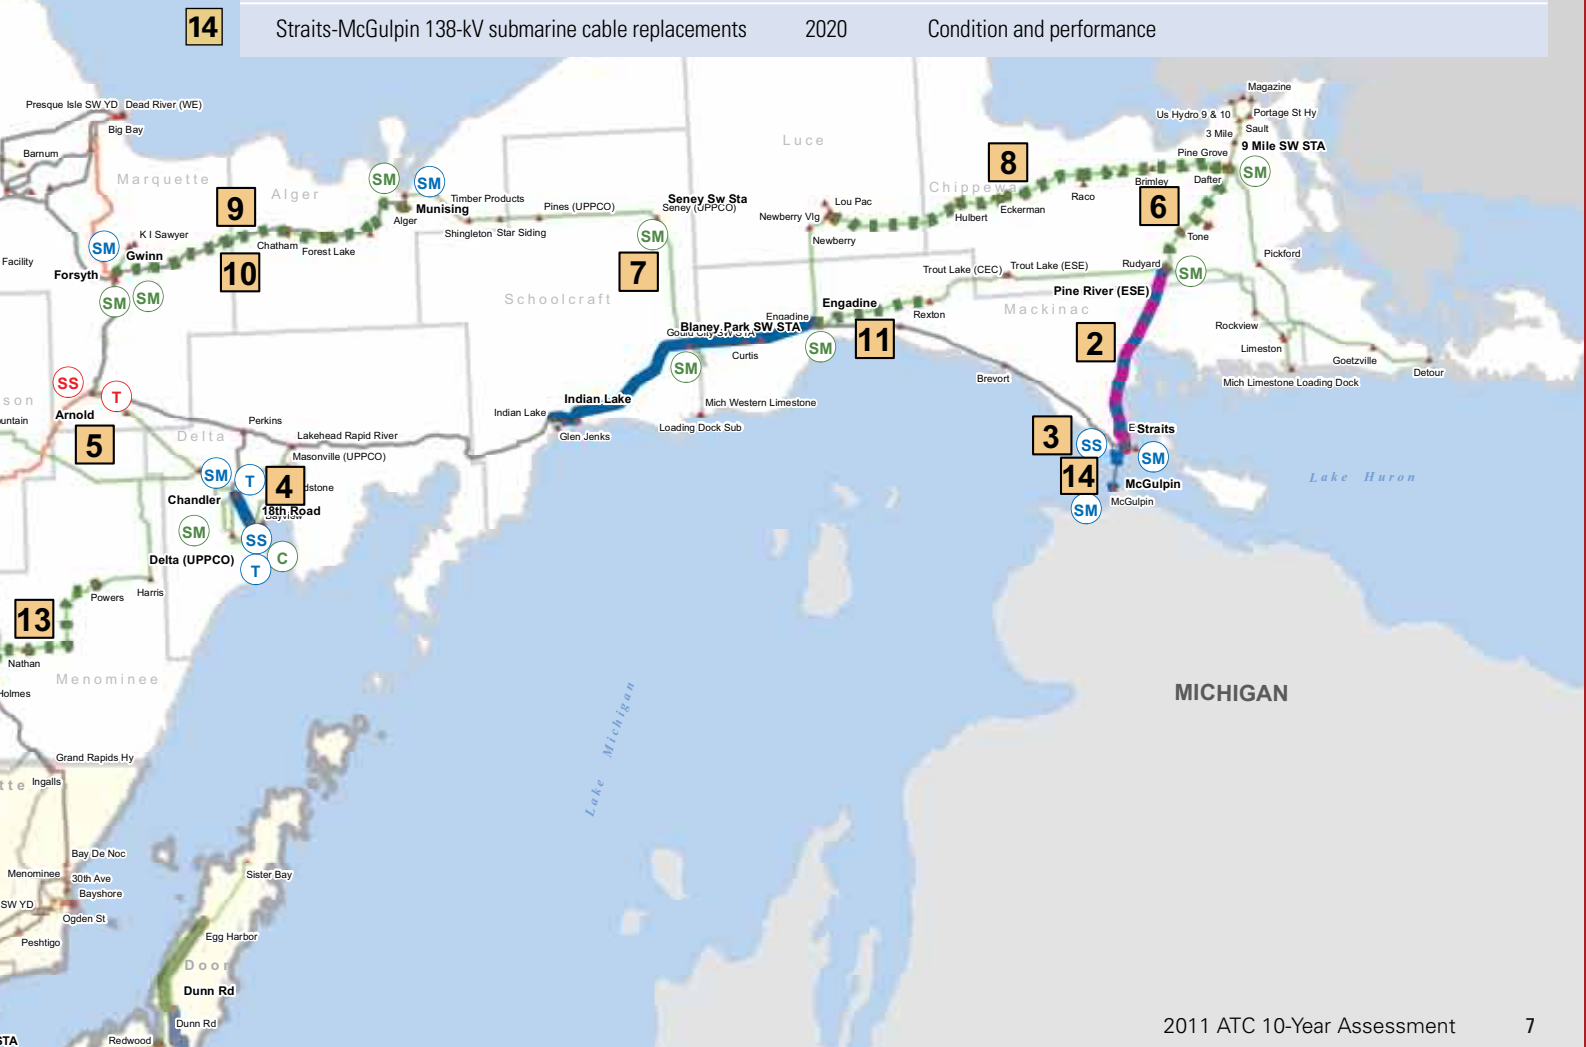 14 Straits-McGulpin 138-kV submarine cable replacements 2020 Condition and performance
Magazine
Presque Isle SW YD Dead River (WE)
Us Hydro 9 & 10
Portage St Hy
Big Bay
Sault
3 Mile
9 Mile SW STA
Luce
Barnum
Pine Grove
8
SM
Marquette
SM
SM
Dafter
Brimley
Chippewa
Alger
Raco
Timber Products
Seney Sw Sta
Lou Pac
9
Munising
Pines (UPPCO)
Seney (UPPCO)
6
Alger
Newberry Vlg
Hulbert
Eckerman
K I Sawyer
Shingleton Star Siding
SM
Newberry
Tone
SM
Chatham
Forest Lake
Gwinn
Pickford
Facility
Forsyth
10
7
Trout Lake (CEC)
Trout Lake (ESE)
Rudyard
SM
SM
SM
Schoolcraft
Engadine
Pine River (ESE)
Mackinac
Rexton
Engadine
Blaney Park SW STA
Rockview
11
2
Curtis
SM
Limeston
Goetzville
SM
Detour
Brevort
Mich Limestone Loading Dock
SS
T
son
Indian Lake
Mich Western Limestone
Arnold
Indian Lake
untain
Perkins
Loading Dock Sub
Straits
5
Delta
Lakehead Rapid River
Glen Jenks
3
SS
SM
Masonville (UPPCO)
SM
T
4
dstone
14
McGulpin
Lake Huron
Chandler
McGulpin
18th Road
SM
SM
SS
Delta (UPPCO)
C
T
Harris
Powers
13
Nathan
Menominee
Holmes
MICHIGAN
Lake Michigan
Grand Rapids Hy
tte
Ingalls
Bay De Noc
Menominee
30th Ave
Sister Bay
Bayshore
SW YD
Ogden St
Peshtigo
Egg Harbor
Door
Dunn Rd
Dunn Rd
STA
Redwood
2011 ATC 10-Year Assessment 7